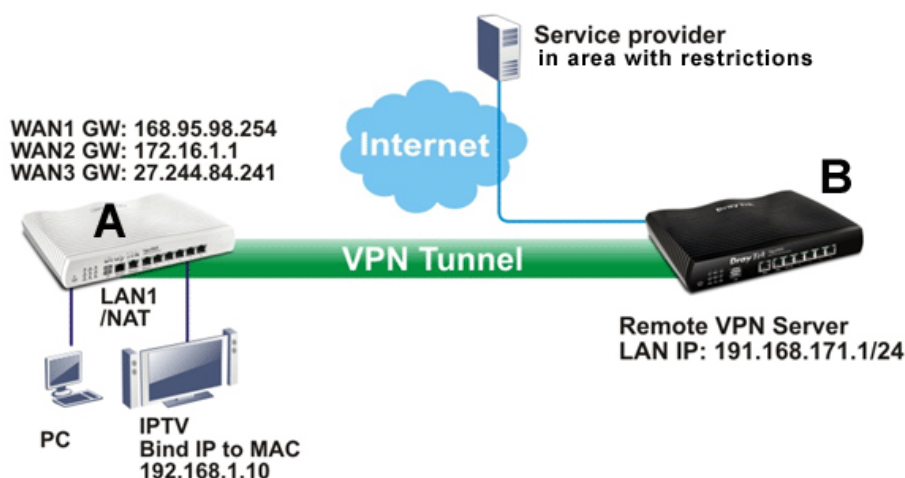 Service provider
in area with restrictions
WAN1 GW: 168.95.98.254
WAN2 GW: 172.16.1.1
WAN3 GW: 27.244.84.241
Internet
A
B
VPN Tunnel
DrayTek
LAN1
/NAT
Remote VPN Server
LAN IP: 191.168.171.1/24
PC
IPTV
Bind IP to MAC
192.168.1.10